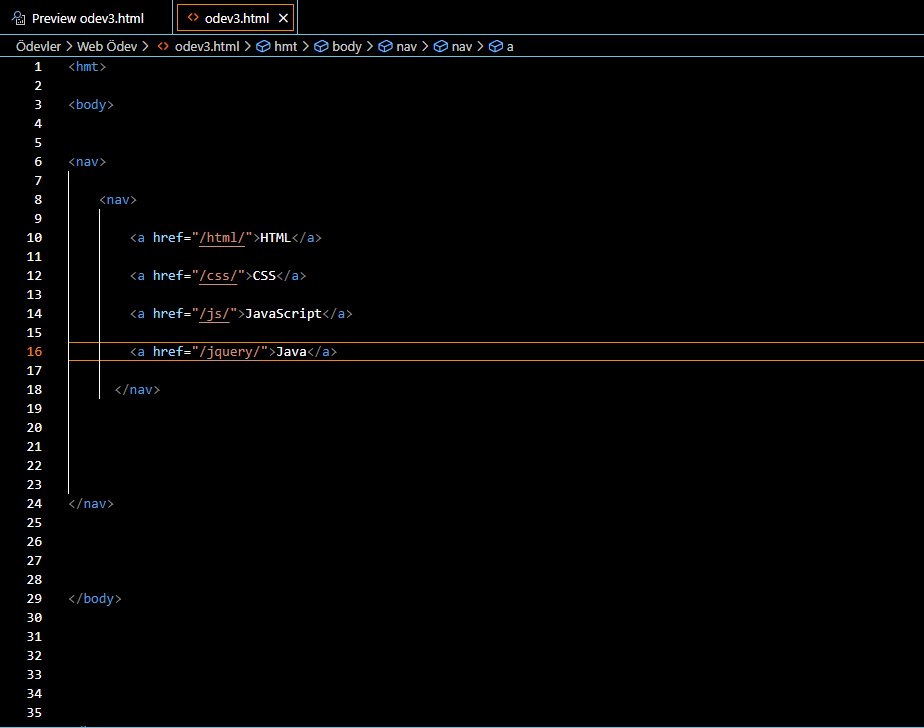 Preview odev3.html
odev3.html
Ödevler > Web Ödev > odev3.html > hmt > body > nav > nav > a
1 <hmt>
2
3 <body>
4
5
6 <nav>
7
8 <nav>
9
10 <a href="/html/">HTML</a>
11
12 <a href="/css/">CSS</a>
13
14 <a href="/js/">JavaScript</a>
15
16 <a href="/jquery/">Java</a>
17
18 </nav>
19
20
21
22
23
24 </nav>
25
26
27
28
29 </body>
30
31
32
33
34
35